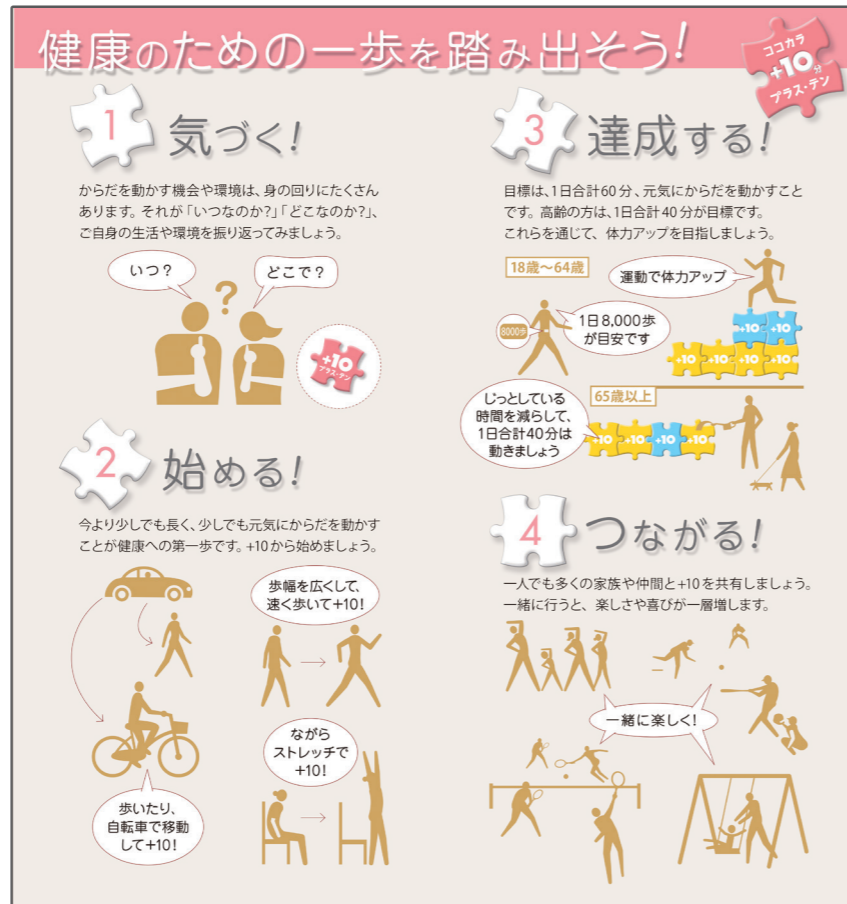 健康のための一歩を踏み出そう!
ココカラ
+10分
プラス・テン
1 気づく!
からだを動かす機会や環境は、身の回りにたくさん
あります。それが「いつなのか?」「どこなのか?」、
ご自身の生活や環境を振り返ってみましょう。
いつ?
どこで?
?
+10
プラス・テン
2 始める!
今より少しでも長く、少しでも元気にからだを動かす
ことが健康への第一歩です。+10から始めましょう。
歩幅を広くして、
速く歩いて+10!
ながら
ストレッチで
+10!
歩いたり、
自転車で移動
して+10!
3 達成する!
目標は、1日合計60分、元気にからだを動かすこと
です。高齢の方は、1日合計40分が目標です。
これらを通じて、体力アップを目指しましょう。
18歳~64歳
運動で体力アップ
8000歩
1日8,000歩
が目安です
+10 +10
+10 +10 +10 +10
65歳以上
じっとしている
時間を減らして、
1日合計40分は
動きましょう
+10 +10 +10 +10
4 つながる!
一人でも多くの家族や仲間と+10を共有しましょう。
一緒に行うと、楽しさや喜びが一層増します。
一緒に楽しく!